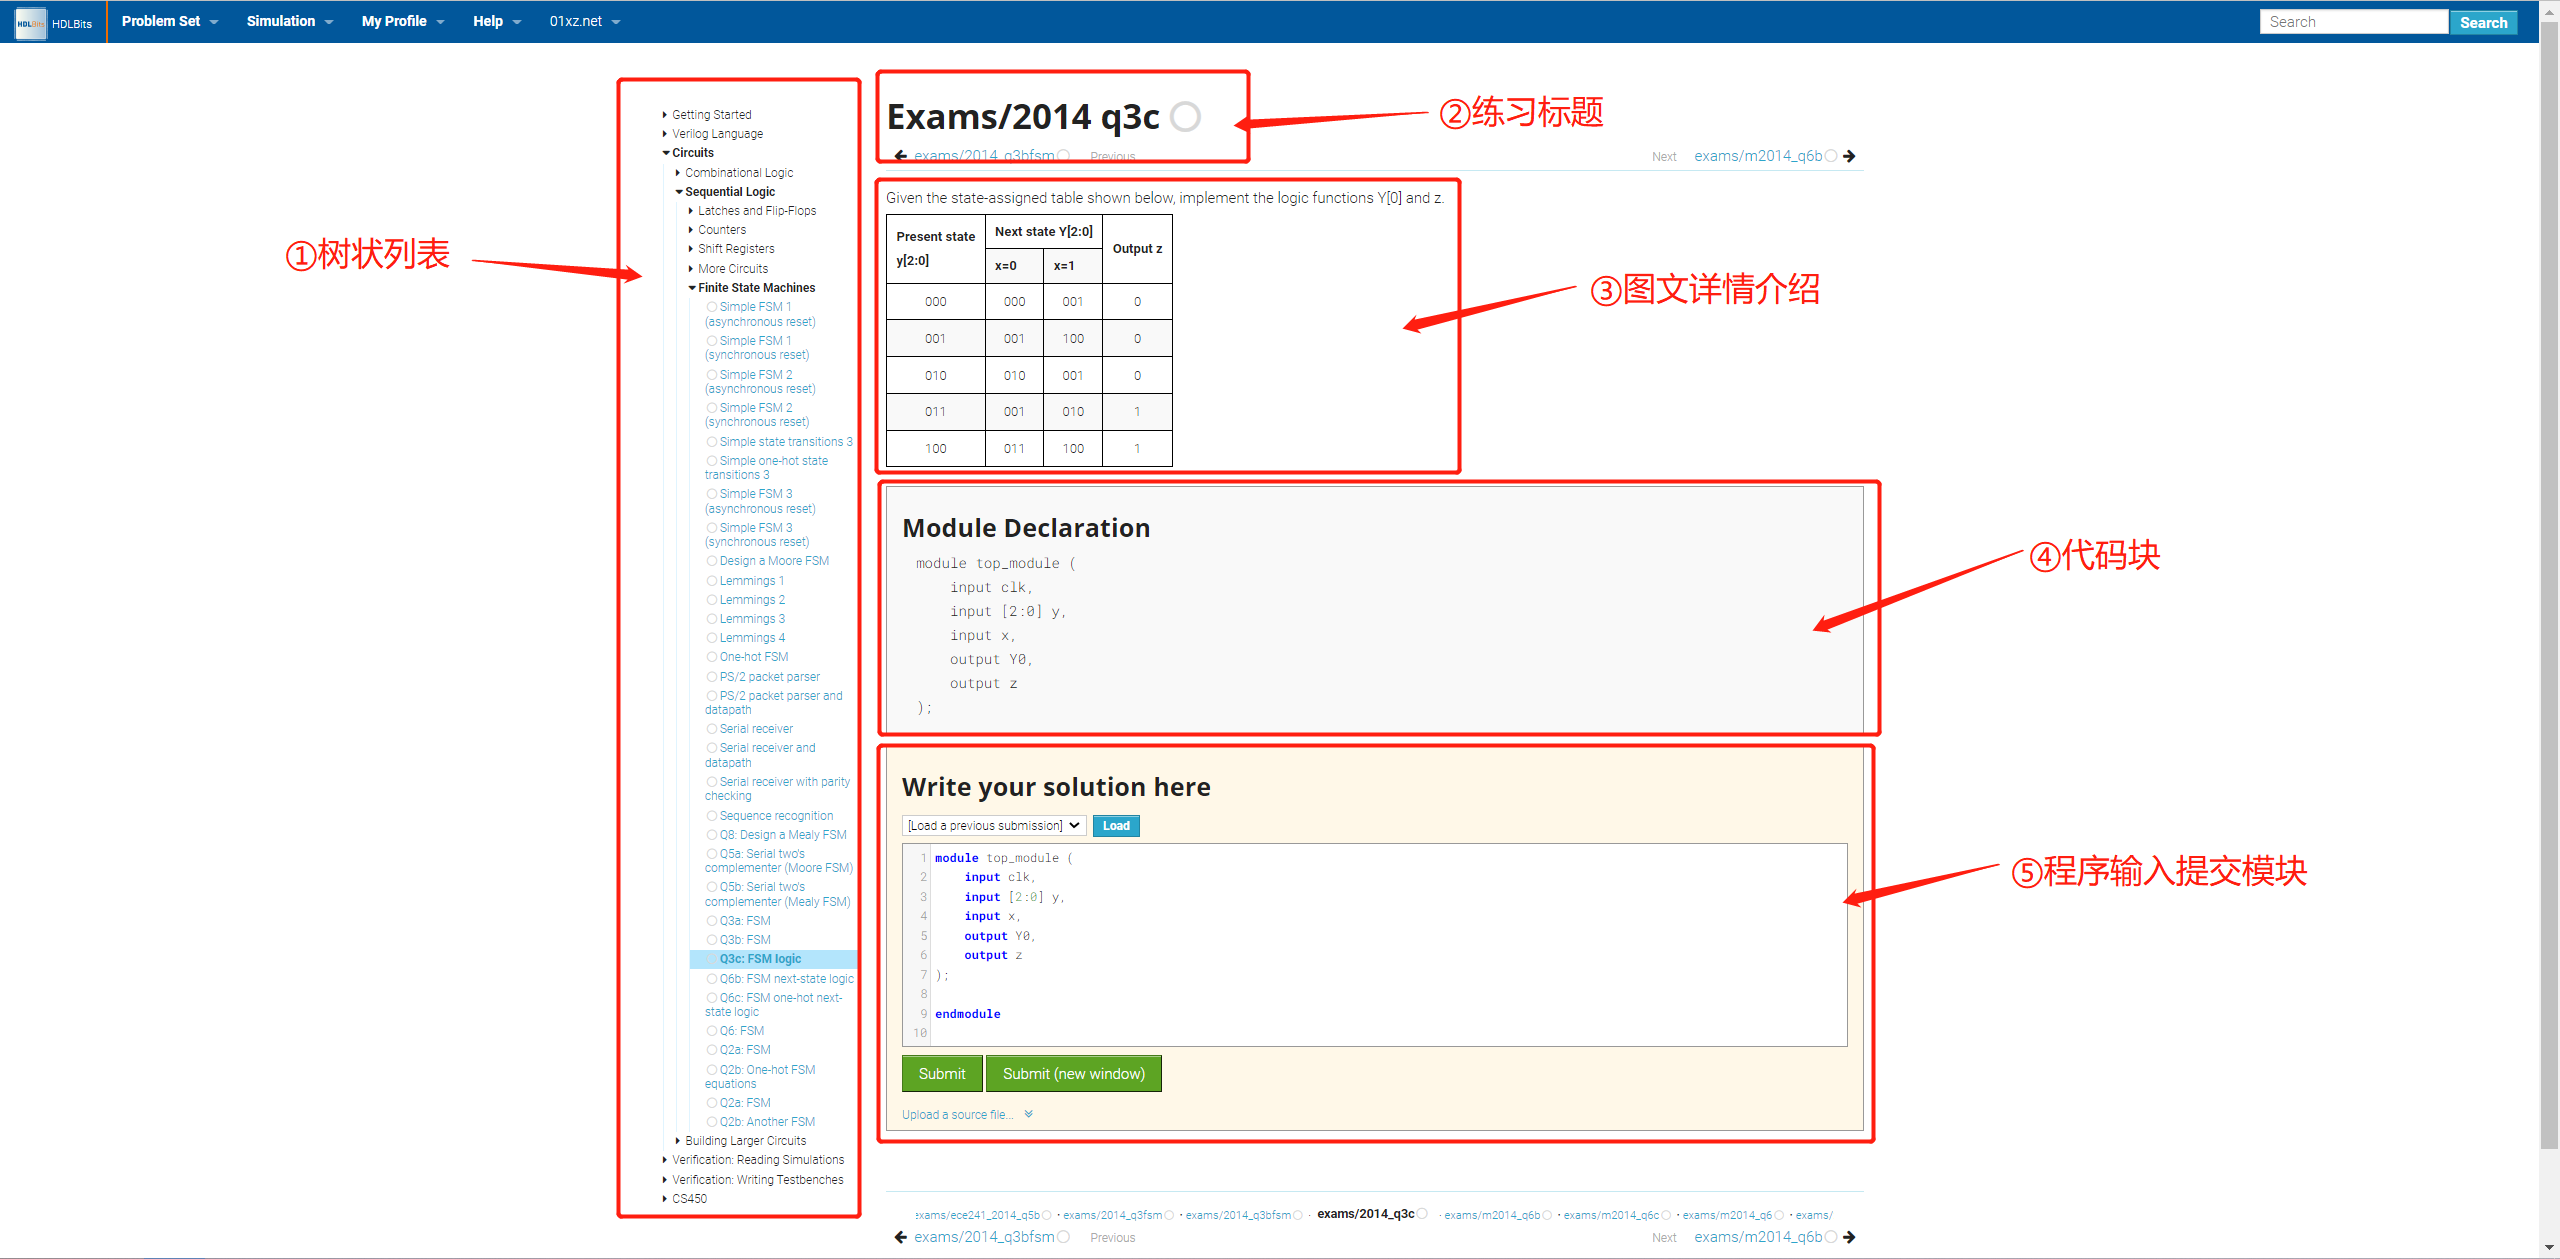 HDLBits
HDLBits Problem Set Simulation My Profile Help 01xz.net Search Search
Getting Started
Verilog Language
Circuits
Combinational Logic
Sequential Logic
Latches and Flip-Flops
Counters
Shift Registers
More Circuits
Finite State Machines
Simple FSM 1
(asynchronous reset)
Simple FSM 1
(synchronous reset)
Simple FSM 2
(asynchronous reset)
Simple FSM 2
(synchronous reset)
Simple state transitions 3
Simple one-hot state
transitions 3
Simple FSM 3
(asynchronous reset)
Simple FSM 3
(synchronous reset)
Design a Moore FSM
Lemmings 1
Lemmings 2
Lemmings 3
Lemmings 4
One-hot FSM
PS/2 packet parser
PS/2 packet parser and
datapath
Serial receiver
Serial receiver and
datapath
Serial receiver with parity
checking
Sequence recognition
Q8: Design a Mealy FSM
Q5a: Serial two's
complementer (Moore FSM)
Q5b: Serial two's
complementer (Mealy FSM)
Q3a: FSM
Q3b: FSM
Q3c: FSM logic
Q6b: FSM next-state logic
Q6c: FSM one-hot next-
state logic
Q6: FSM
Q2a: FSM
Q2b: One-hot FSM
equations
Q2a: FSM
Q2b: Another FSM
Building Larger Circuits
Verification: Reading Simulations
Verification: Writing Testbenches
CS450
①树状列表
Exams/2014 q3c
②练习标题
exams/2014_q3bfsm Previous
Next exams/m2014_q6b
Given the state-assigned table shown below, implement the logic functions Y[0] and z.
Present state
y[2:0]
Next state Y[2:0]
Output z
x=0 x=1
000 000 001 0
001 001 100 0
010 010 001 0
011 001 010 1
100 011 100 1
③图文详情介绍
Module Declaration
module top_module (
input clk,
input [2:0] y,
input x,
output Y0,
output z
);
④代码块
Write your solution here
[Load a previous submission] Load
1 module top_module (
2 input clk,
3 input [2:0] y,
4 input x,
5 output Y0,
6 output z
7 );
8
9 endmodule
10
⑤程序输入提交模块
Submit Submit (new window)
Upload a source file...
exams/ece241_2014_q5b · exams/2014_q3fsm · exams/2014_q3bfsm · exams/2014_q3c · exams/m2014_q6b · exams/m2014_q6c · exams/m2014_q6 · exams/
exams/2014_q3bfsm Previous
Next exams/m2014_q6b